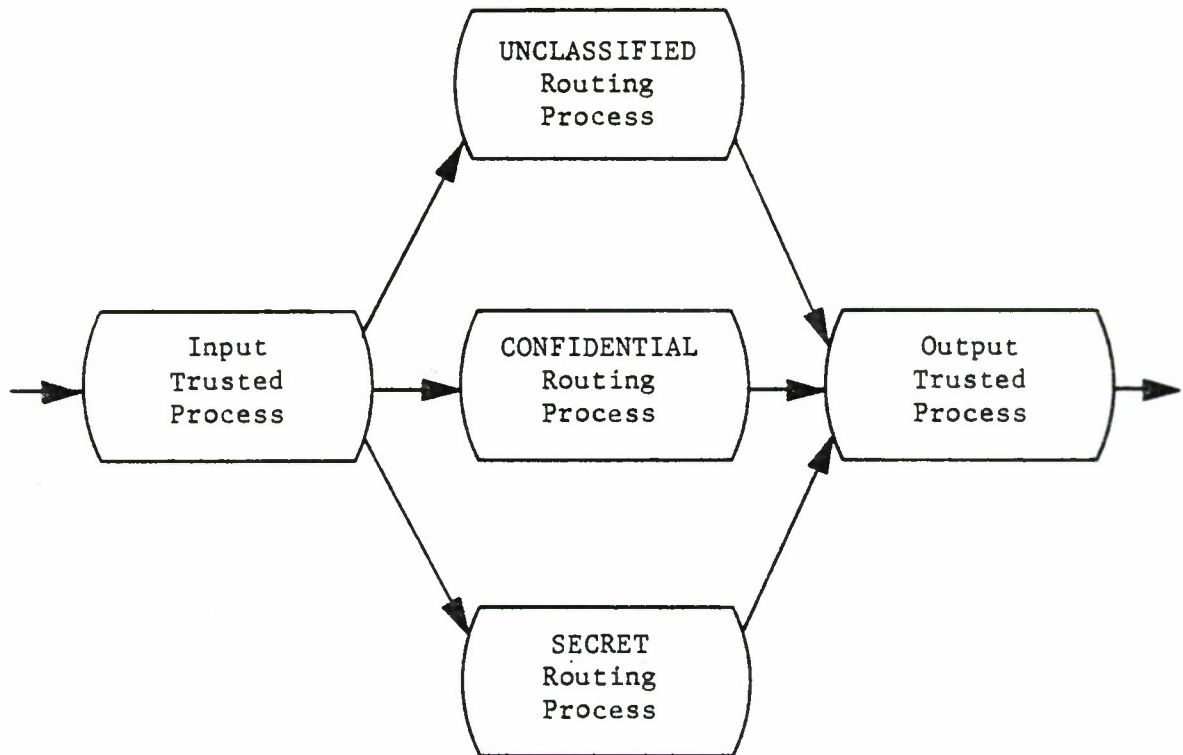 UNCLASSIFIED
Routing
Process
Input
Trusted
Process
CONFIDENTIAL
Routing
Process
Output
Trusted
Process
SECRET
Routing
Process